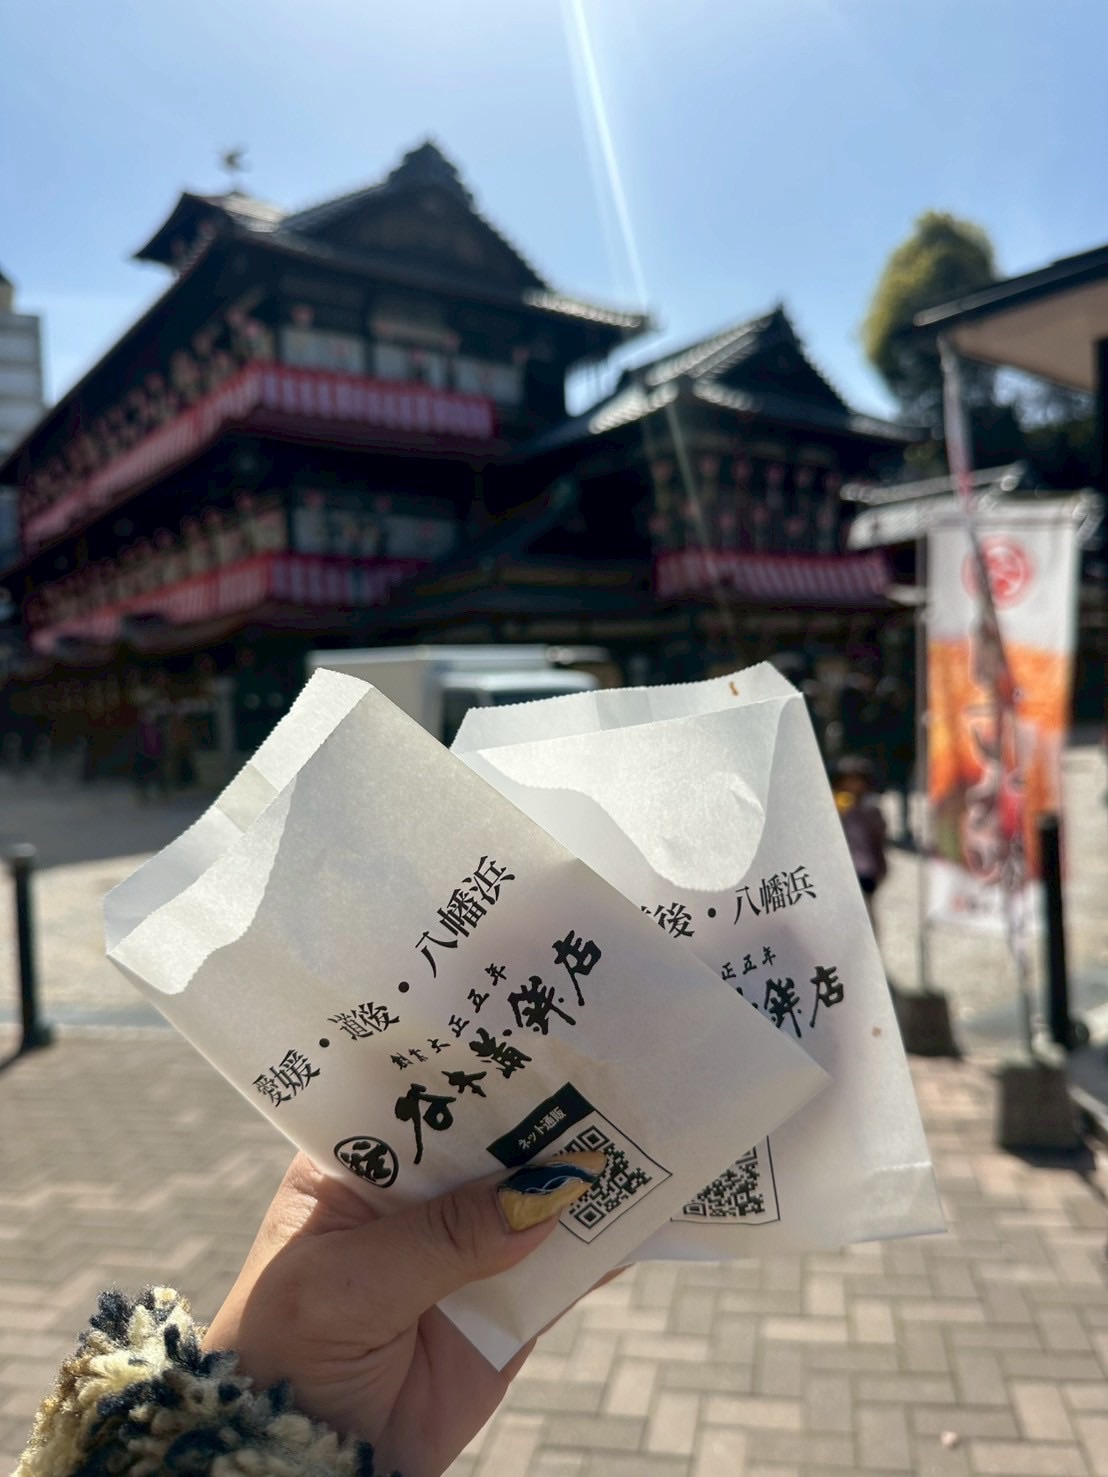 愛媛・道後・八幡浜
創業大正五年
谷本蒲鉾店
ネット通販
後・八幡浜
正五年
鉾店